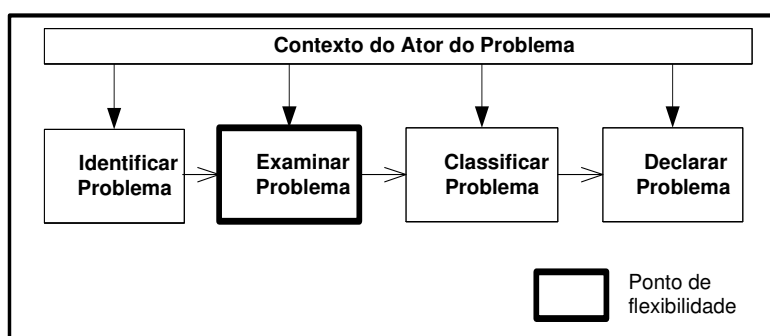 Contexto do Ator do Problema
Identificar
Problema
Examinar
Problema
Classificar
Problema
Declarar
Problema
Ponto de
flexibilidade